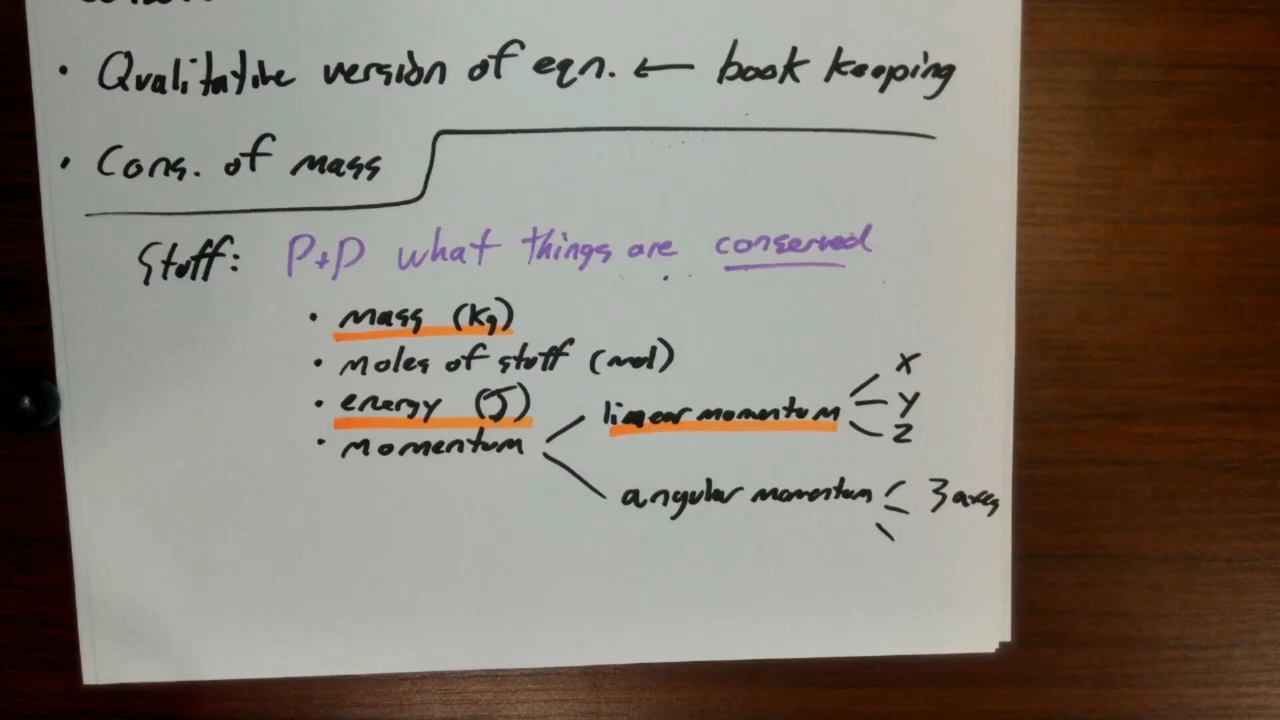 • Qualitative version of eqn. ← book keeping
• Cons. of mass
Stuff: P+P what things are conserved
• mass (kg)
• moles of stuff (mol)
• energy (J)
• momentum
linear momentum
x
y
z
angular momentum
3 axes